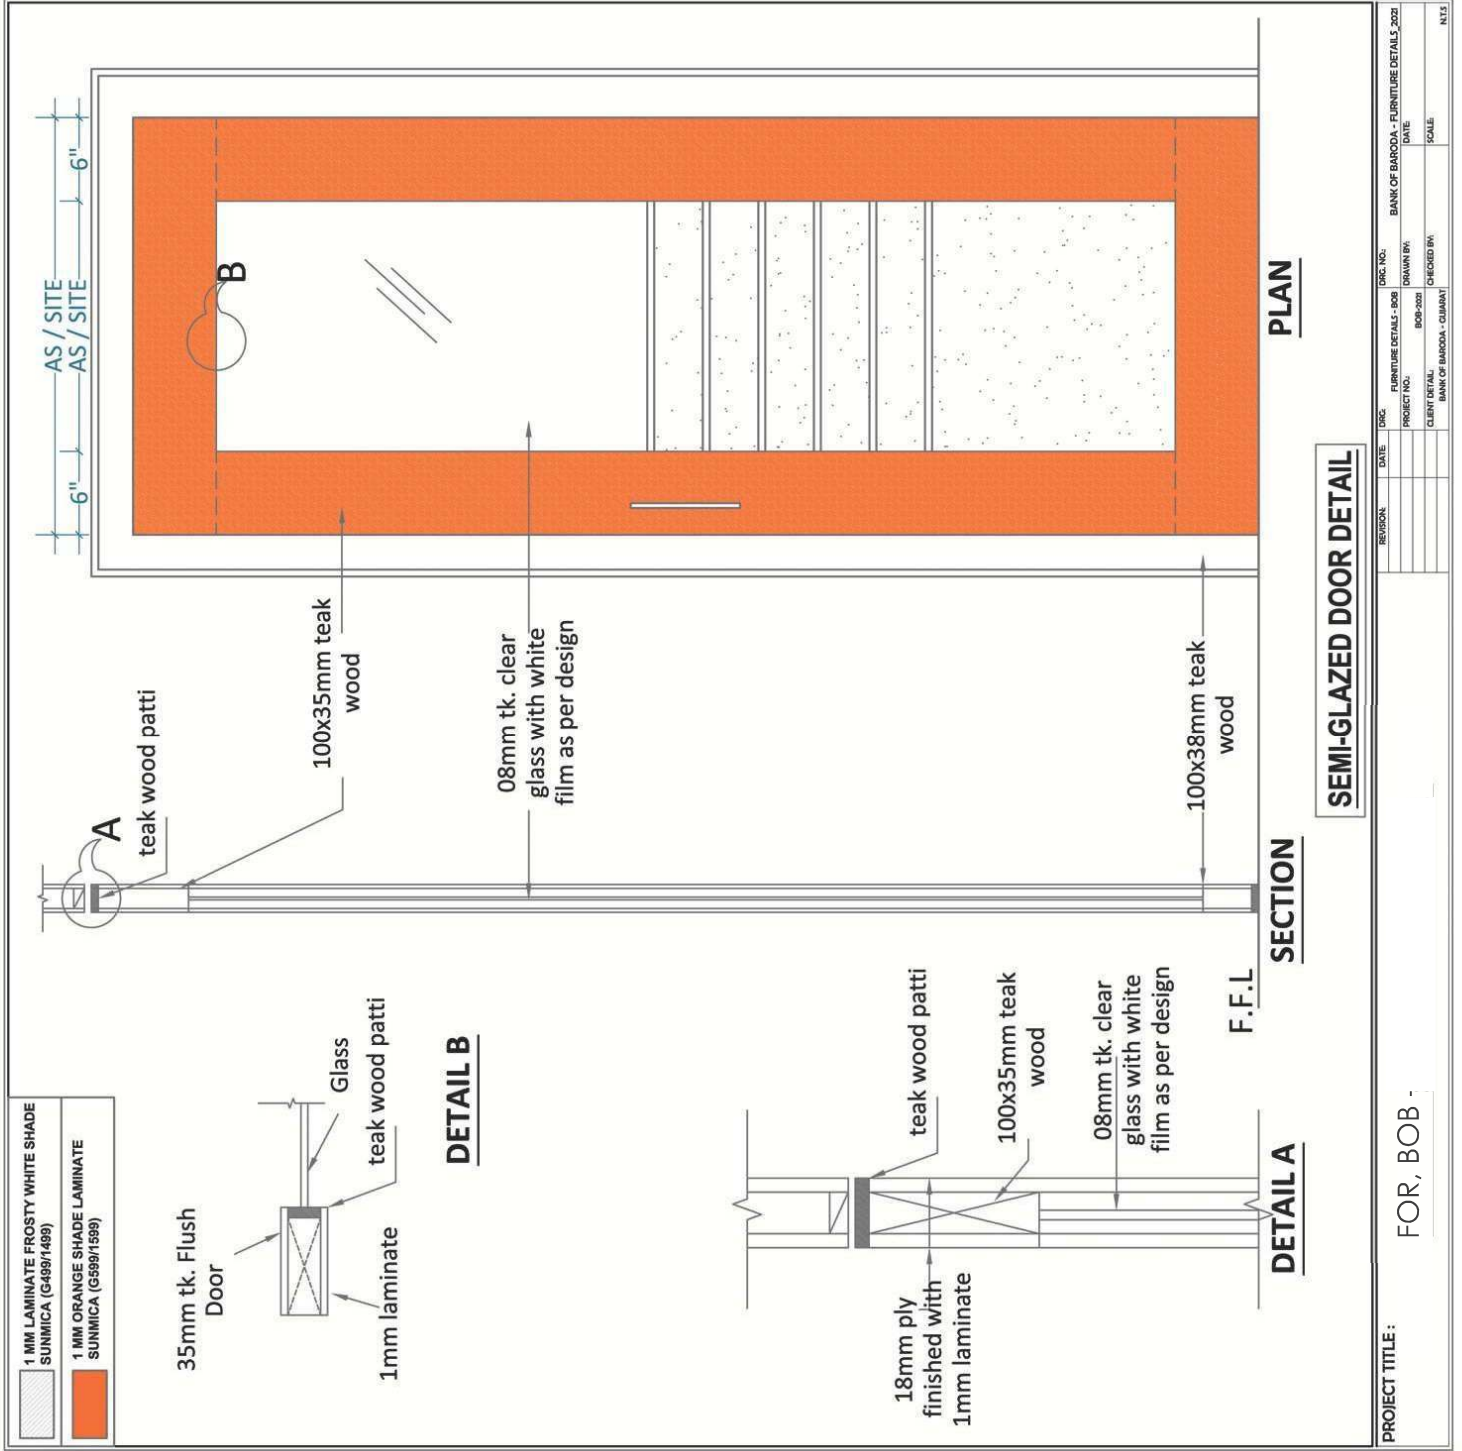 1 MM LAMINATE FROSTY WHITE SHADE
SUNMICA (G499/1499)
1 MM ORANGE SHADE LAMINATE
SUNMICA (G599/1599)
35mm tk. Flush
Door
1mm laminate
Glass
teak wood patti
DETAIL B
18mm ply
finished with
1mm laminate
teak wood patti
100x35mm teak
wood
08mm tk. clear
glass with white
film as per design
DETAIL A
A
teak wood patti
100x35mm teak
wood
08mm tk. clear
glass with white
film as per design
100x38mm teak
wood
F.F.L
SECTION
AS / SITE
6"
AS / SITE
6"
B
PLAN
SEMI-GLAZED DOOR DETAIL
PROJECT TITLE :
FOR, BOB -
REVISION:
DATE:
DRG:
FURNITURE DETAILS - BOB
PROJECT NO.:
BOB-2021
CLIENT DETAIL:
BANK OF BARODA - GUJARAT
DRG. NO.:
BANK OF BARODA - FURNITURE DETAILS_2021
DRAWN BY:
DATE:
CHECKED BY:
SCALE:
N.T.S